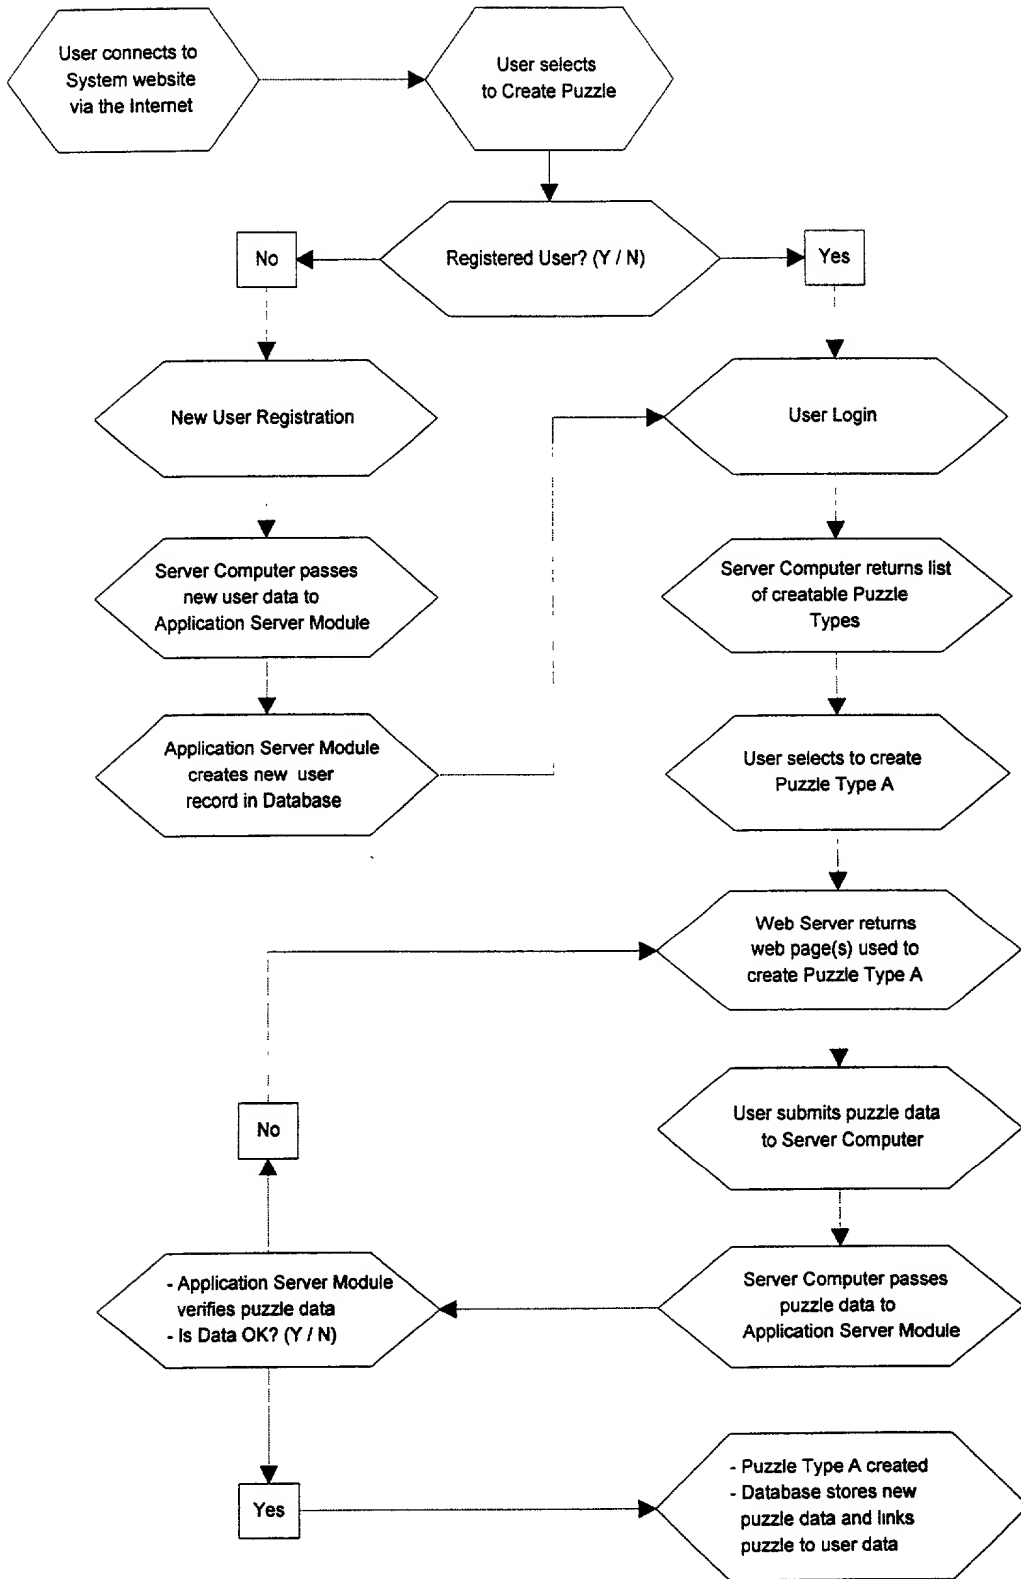 User connects to
System website
via the Internet
User selects
to Create Puzzle
Registered User? (Y / N)
No
Yes
New User Registration
User Login
Server Computer passes
new user data to
Application Server Module
Server Computer returns list
of creatable Puzzle
Types
Application Server Module
creates new user
record in Database
User selects to create
Puzzle Type A
Web Server returns
web page(s) used to
create Puzzle Type A
User submits puzzle data
to Server Computer
No
- Application Server Module
verifies puzzle data
- Is Data OK? (Y / N)
Server Computer passes
puzzle data to
Application Server Module
Yes
- Puzzle Type A created
- Database stores new
puzzle data and links
puzzle to user data